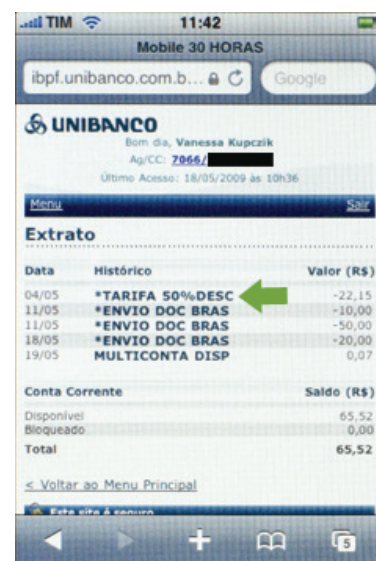 TIM 11:42
Mobile 30 HORAS
ibpf.unibanco.com.b... Google
UNIBANCO
Bom dia, Vanessa Kupczik
Ag/CC: 7066/
Último Acesso: 18/05/2009 às 10h36
Menu Sair
Extrato
Data Histórico Valor (R$)
04/05 *TARIFA 50%DESC -22,15
11/05 *ENVIO DOC BRAS -10,00
11/05 *ENVIO DOC BRAS -50,00
18/05 *ENVIO DOC BRAS -20,00
19/05 MULTICONTA DISP 0,07
Conta Corrente Saldo (R$)
Disponível 65,52
Bloqueado 0,00
Total 65,52
< Voltar ao Menu Principal
Este site é seguro
5